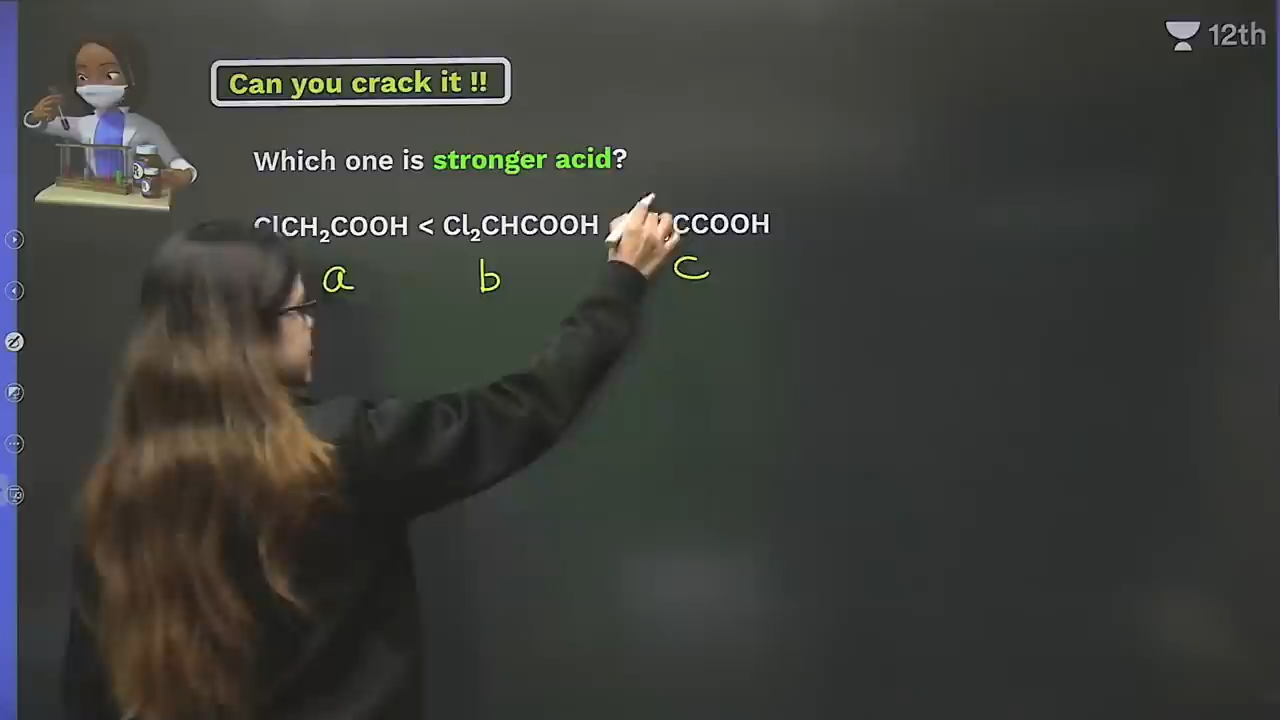 12th
Can you crack it !!
Which one is stronger acid?
ClCH₂COOH < Cl₂CHCOOH CCOOH
a b c